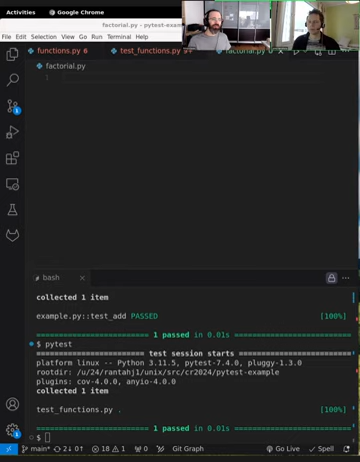 Activities
Google Chrome
factorial.py - pytest-exam
File Edit Selection View Go Run Terminal Help
functions.py 6
test_functions.py
factorial.py
factorial.py
1
bash
collected 1 item
example.py::test_add PASSED [100%]
1 passed in 0.01s
$ pytest
test session starts
platform linux -- Python 3.11.5, pytest-7.4.0, pluggy-1.3.0
rootdir: /u/24/rantahj1/unix/src/cr2024/pytest-example
plugins: cov-4.0.0, anyio-4.0.0
collected 1 item
test_functions.py . [100%]
1 passed in 0.01s
$
main* 2↓ 0↑ 18 1 0 Git Graph Go Live Spell